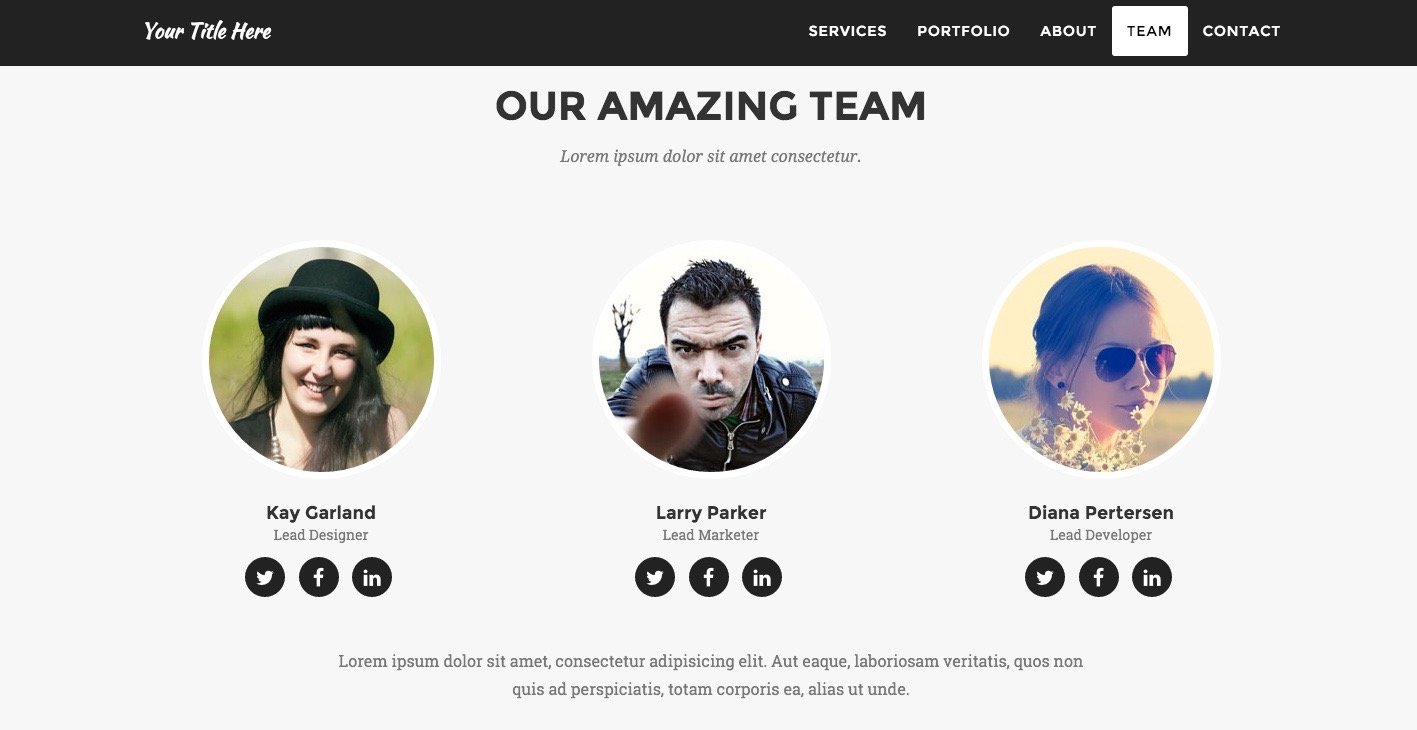 Your Title Here
SERVICES PORTFOLIO ABOUT TEAM CONTACT
OUR AMAZING TEAM
Lorem ipsum dolor sit amet consectetur.
Kay Garland
Lead Designer
Larry Parker
Lead Marketer
Diana Pertersen
Lead Developer
Lorem ipsum dolor sit amet, consectetur adipisicing elit. Aut eaque, laboriosam veritatis, quos non
quis ad perspiciatis, totam corporis ea, alias ut unde.